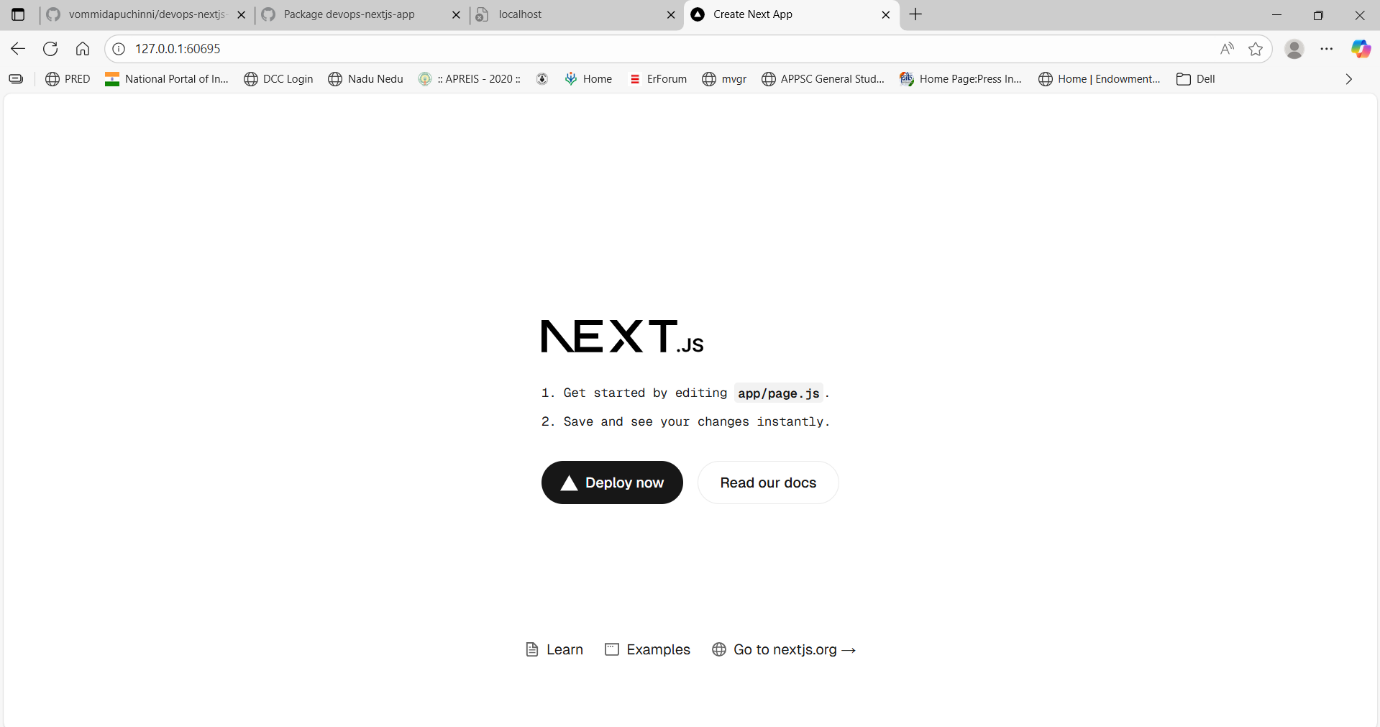 vommidapuchinni/devops-nextjs-
Package devops-nextjs-app
localhost
Create Next App
127.0.0.1:60695
PRED
National Portal of In...
DCC Login
Nadu Nedu
:: APREIS - 2020 ::
Home
ErForum
mvgr
APPSC General Stud...
Home Page:Press In...
Home | Endowment...
Dell
NEXT.JS
1. Get started by editing app/page.js.
2. Save and see your changes instantly.
Deploy now
Read our docs
Learn
Examples
Go to nextjs.org →